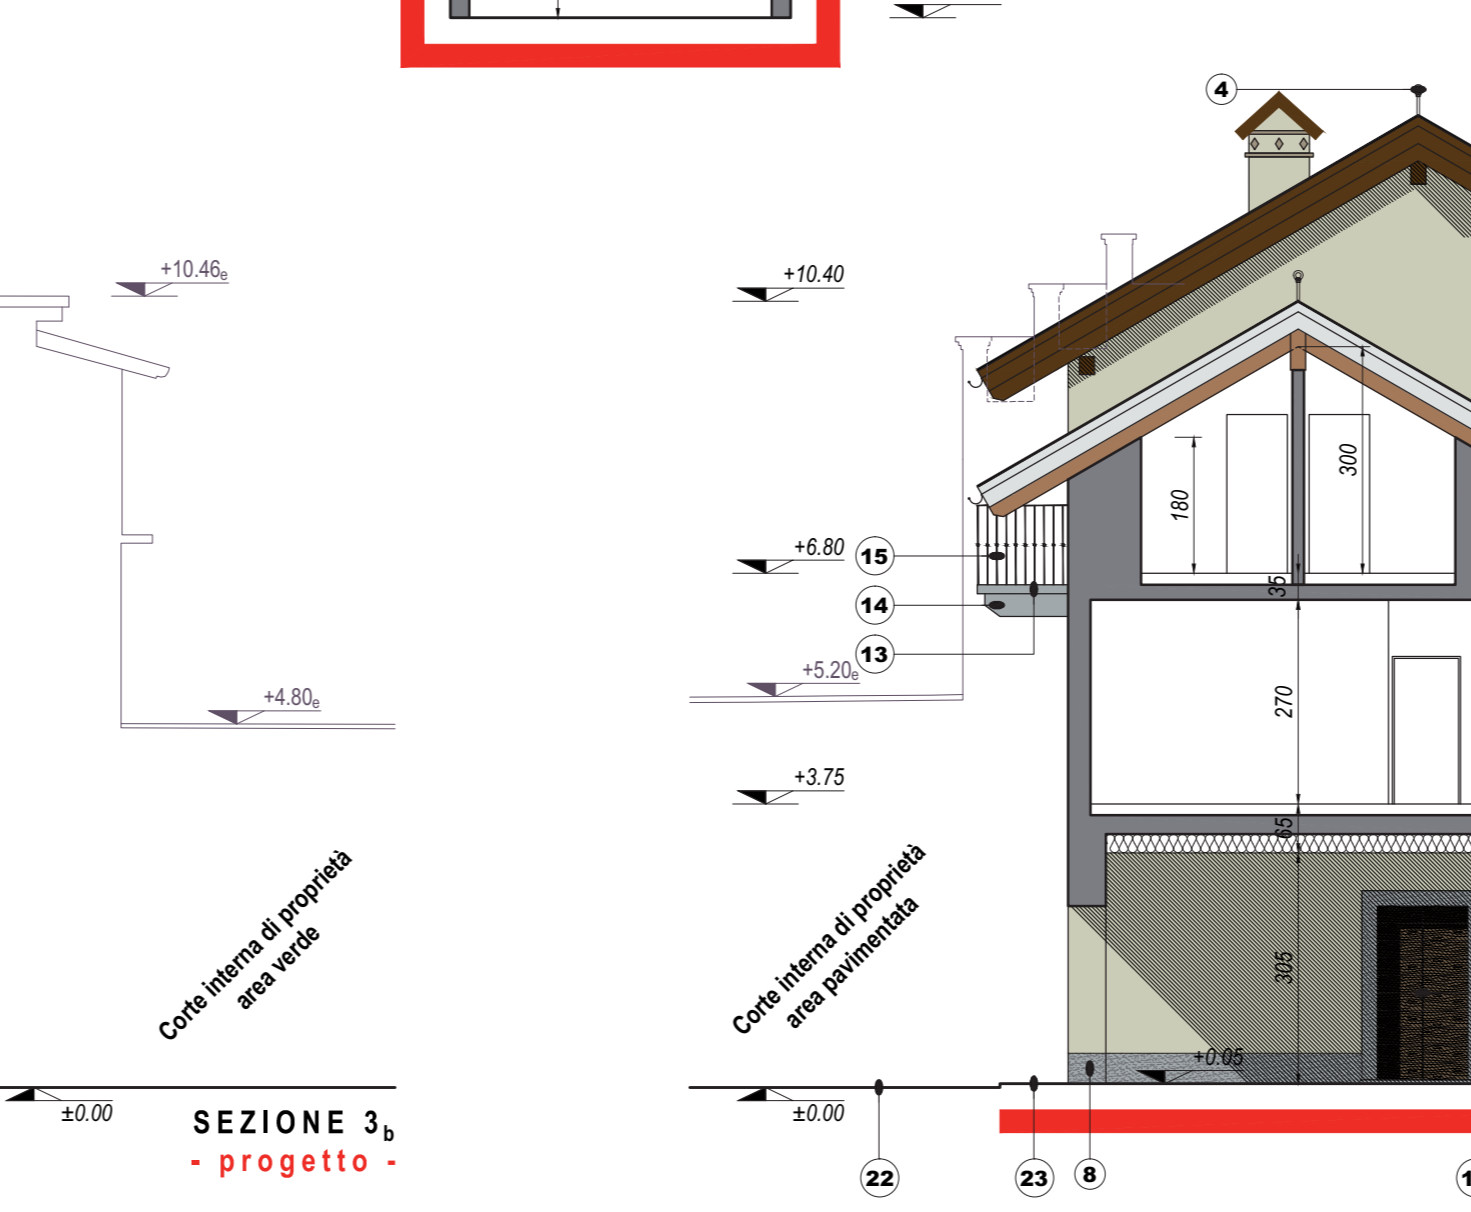 4
+10.46e
+10.40
300
180
+6.80
15
35
14
13
+5.20e
+4.80e
270
+3.75
65
Corte interna di proprietà
area verde
Corte interna di proprietà
area pavimentata
305
+0.05
8
±0.00
±0.00
SEZIONE 3b
- progetto -
22
23
8
1